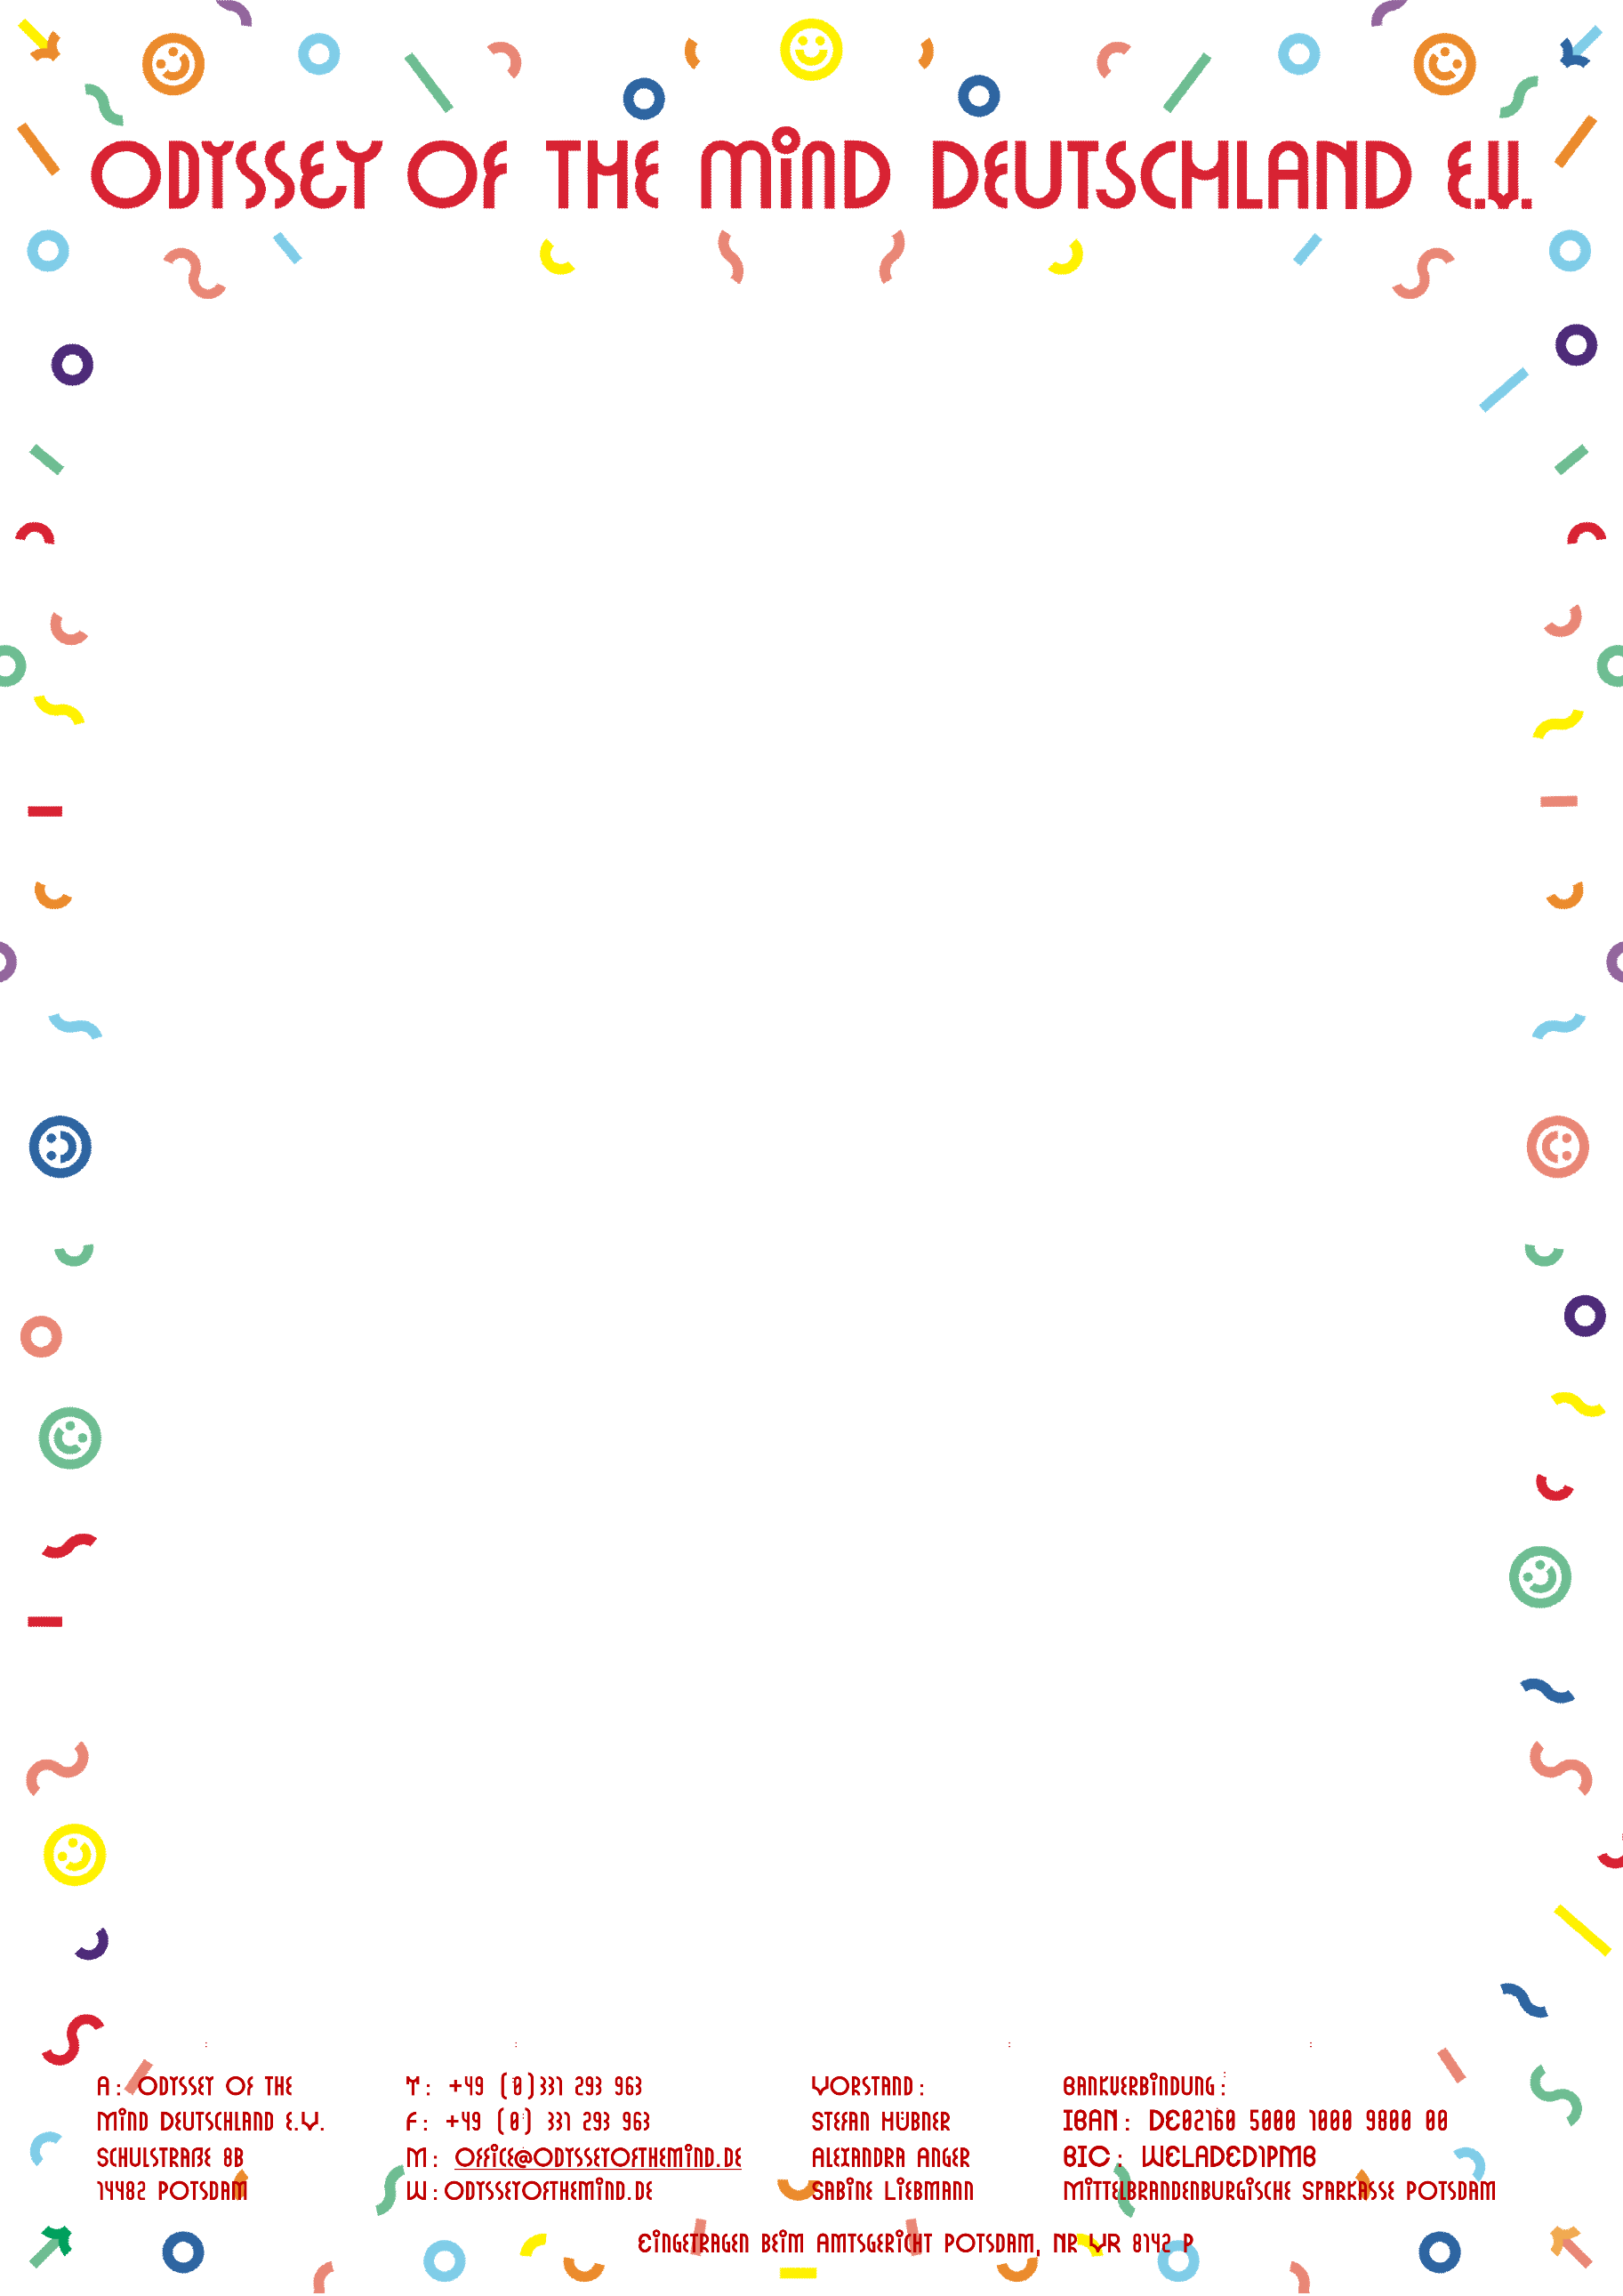 ODYSSEY OF THE MIND DEUTSCHLAND E.V.
A: ODYSSEY OF THE
MIND DEUTSCHLAND E.V.
SCHULSTRAßE 8B
14482 POTSDAM
T: +49 (0)331 293 963
F: +49 (0) 331 293 963
M: OFFICE@ODYSSEYOFTHEMIND.DE
W: ODYSSEYOFTHEMIND.DE
VORSTAND:
STEFAN HÜBNER
ALEXANDRA ANGER
SABINE LIEBMANN
BANKVERBINDUNG:
IBAN: DE02160 5000 1000 9800 00
BIC: WELADED1PMB
MITTELBRANDENBURGISCHE SPARKASSE POTSDAM
EINGETRAGEN BEIM AMTSGERICHT POTSDAM, NR VR 8142 P